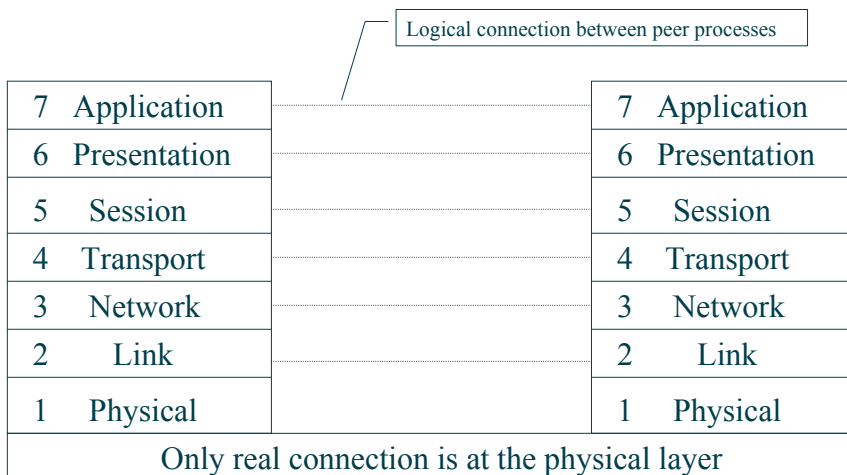 Logical connection between peer processes
7 Application
6 Presentation
5 Session
4 Transport
3 Network
2 Link
1 Physical
7 Application
6 Presentation
5 Session
4 Transport
3 Network
2 Link
1 Physical
Only real connection is at the physical layer